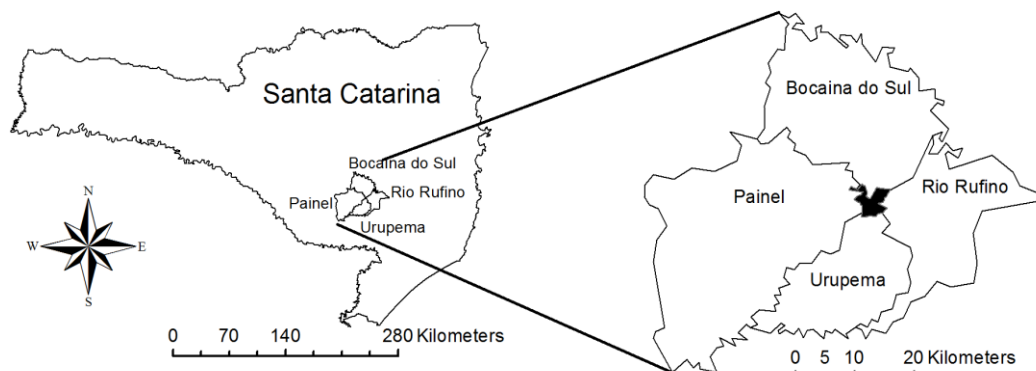 Santa Catarina
Bocaina do Sul
Painel
Rio Rufino
Urupema
N
W
E
S
0 70 140 280 Kilometers
Bocaina do Sul
Painel
Rio Rufino
Urupema
0 5 10 20 Kilometers